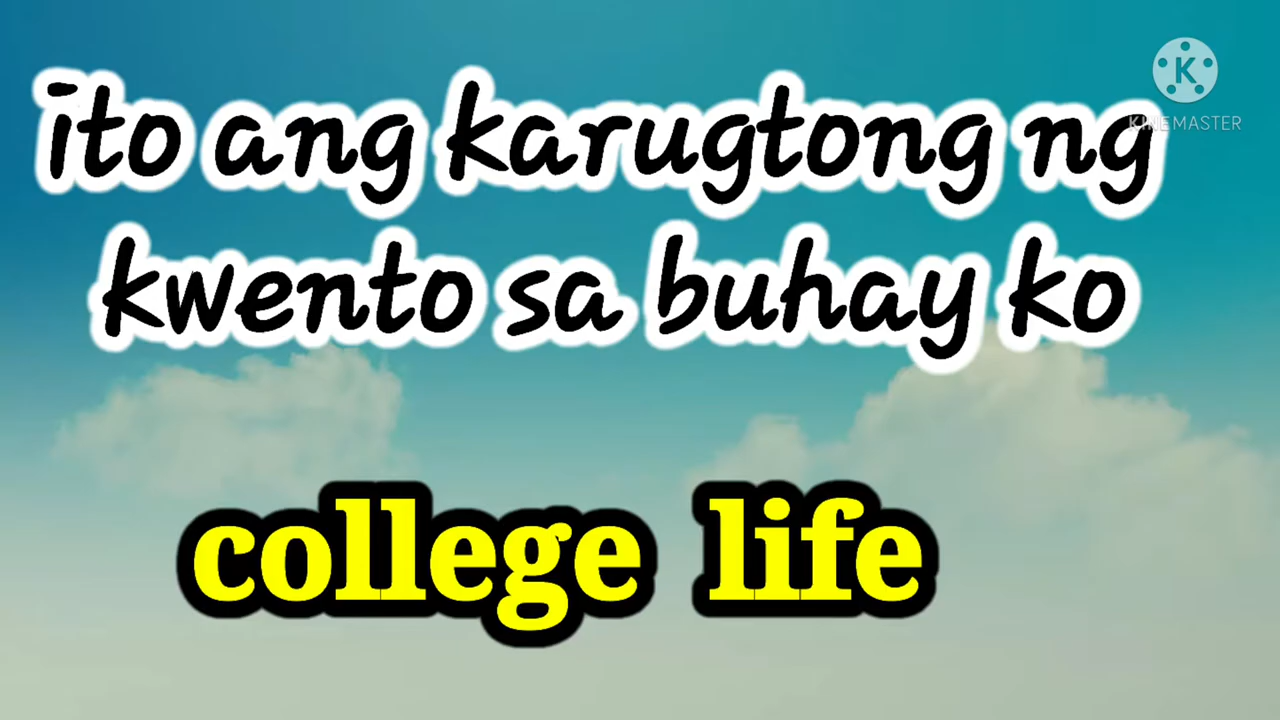 K
KINEMASTER
ito ang karugtong ng
kwento sa buhay ko
college life